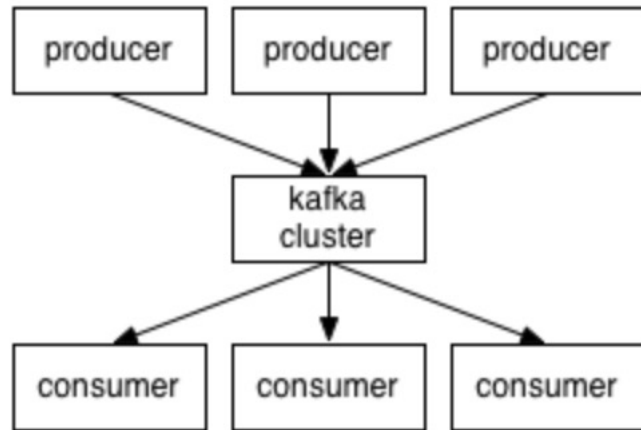 producer
producer
producer
kafka
cluster
consumer
consumer
consumer